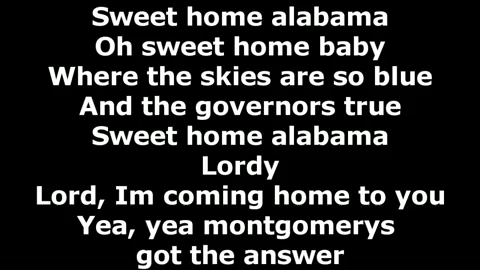 Sweet home alabama
Oh sweet home baby
Where the skies are so blue
And the governors true
Sweet home alabama
Lordy
Lord, Im coming home to you
Yea, yea montgomerys
got the answer